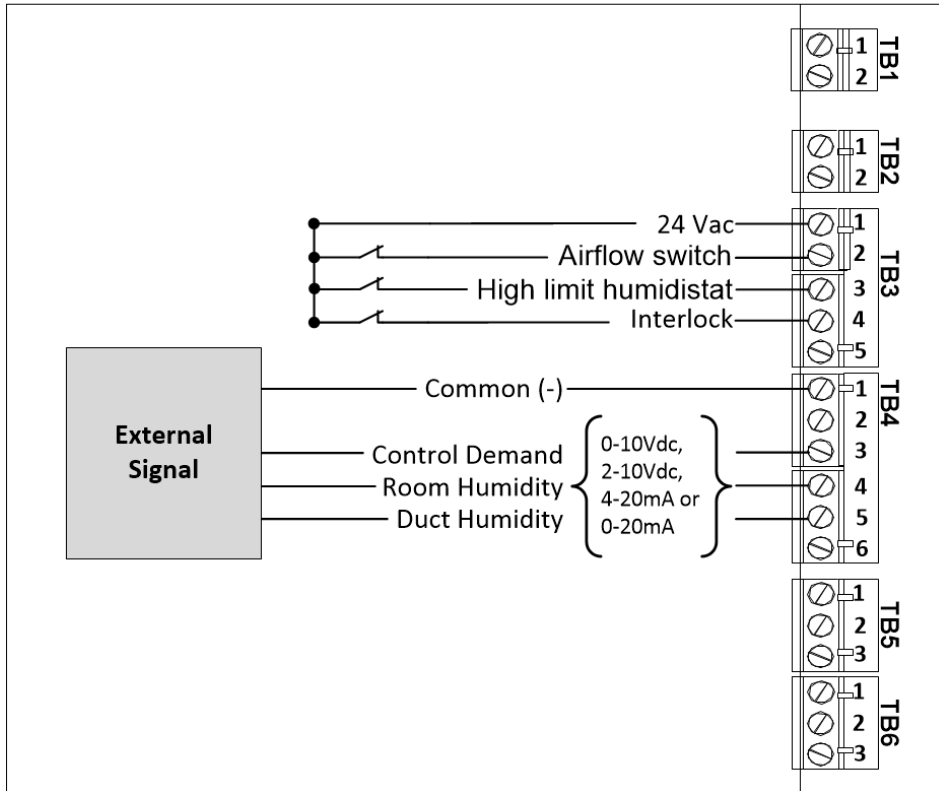 1
2
TB1
1
2
TB2
24 Vac
1
Airflow switch
2
High limit humidistat
3
Interlock
4
5
TB3
External
Signal
Common (-)
1
2
Control Demand
3
Room Humidity
4
Duct Humidity
5
6
TB4
0-10Vdc,
2-10Vdc,
4-20mA or
0-20mA
1
2
3
TB5
1
2
3
TB6